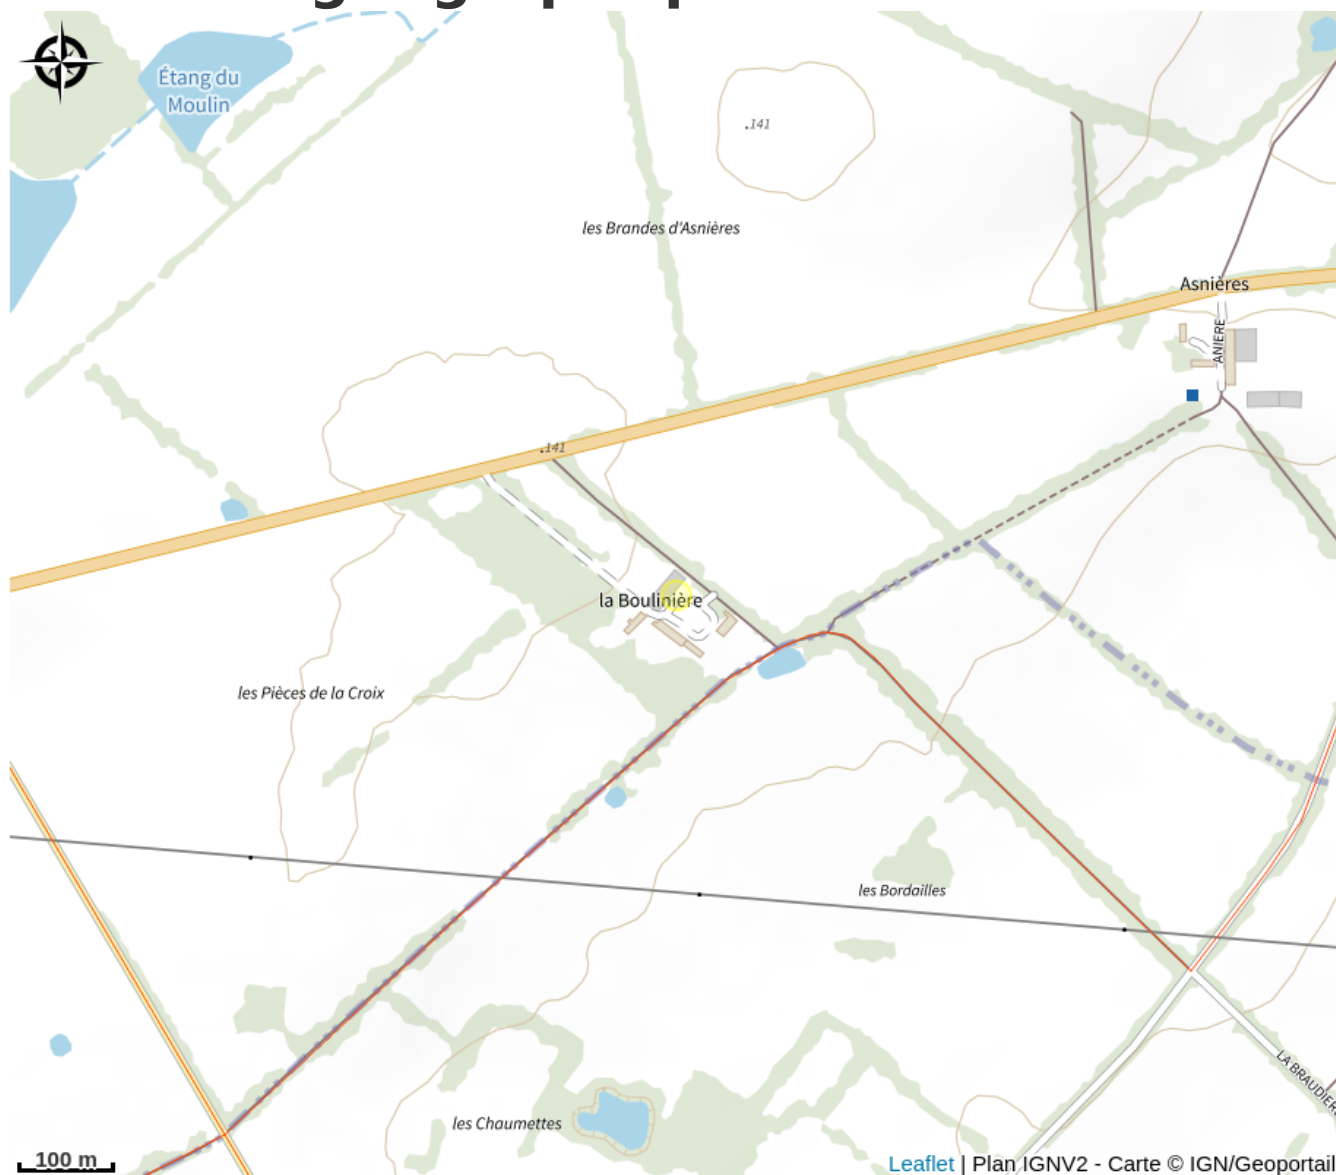 Étang du
Moulin
.141
les Brandes d'Asnières
Asnières
ANIERE
.141
la Boulinière
les Pièces de la Croix
les Bordailles
les Chaumettes
LA BRAUDIERE
100 m
Leaflet | Plan IGNV2 - Carte © IGN/Geoportail